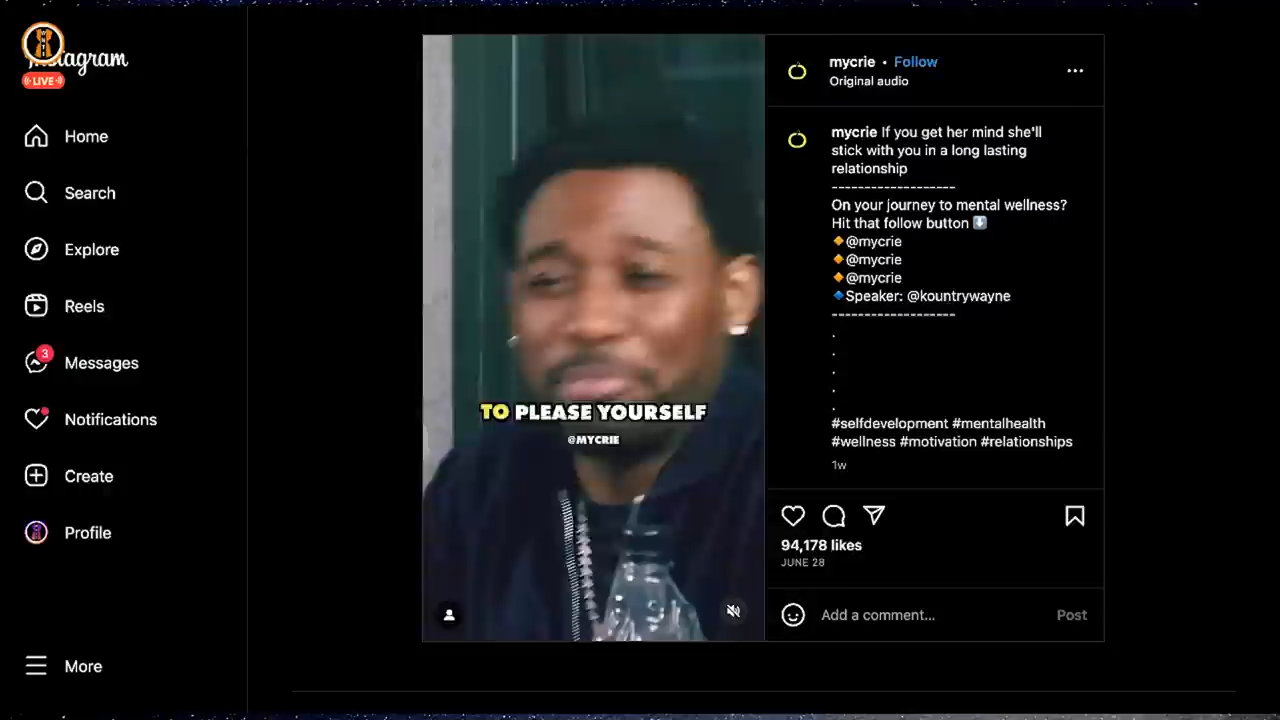 Instagram
LIVE
Home
Search
Explore
Reels
3
Messages
Notifications
Create
Profile
More
TO PLEASE YOURSELF
@MYCRIE
mycrie • Follow
Original audio
mycrie If you get her mind she'll
stick with you in a long lasting
relationship
-------------------
On your journey to mental wellness?
Hit that follow button ⬇️
🔸@mycrie
🔸@mycrie
🔸@mycrie
🔹Speaker: @kountrywayne
-------------------
.
.
.
.
.
#selfdevelopment #mentalhealth
#wellness #motivation #relationships
1w
94,178 likes
JUNE 28
Add a comment...
Post